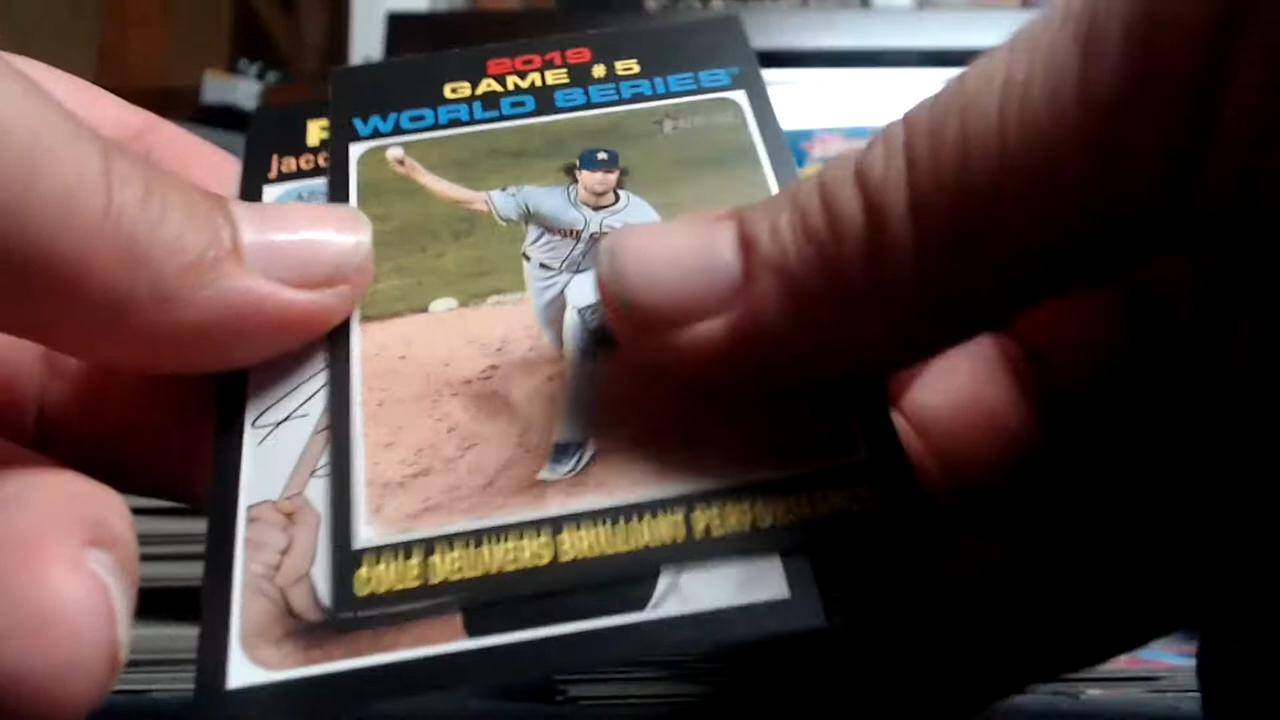 2019
GAME #5
WORLD SERIES
jaco
COLE DELIVERS BRILLIANT PERFORMANCE